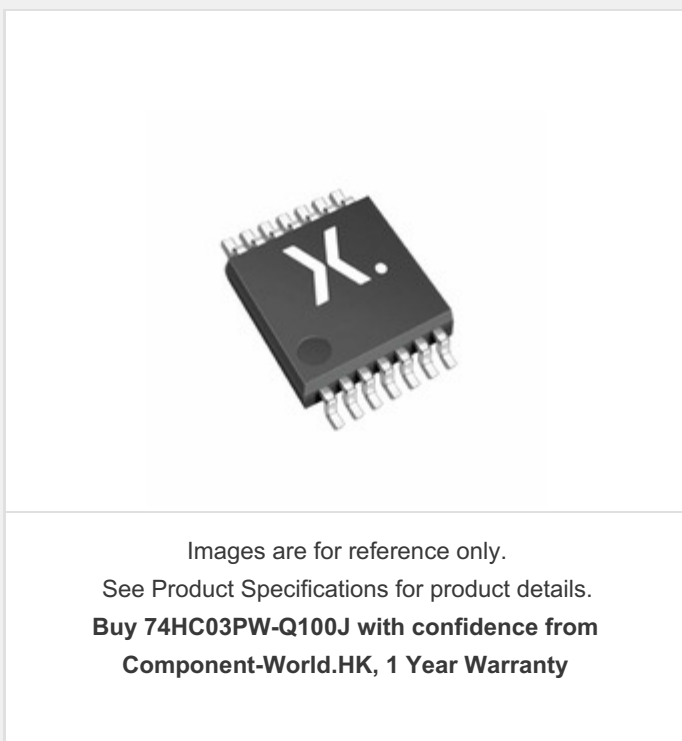 X.
Images are for reference only.
See Product Specifications for product details.
Buy 74HC03PW-Q100J with confidence from
Component-World.HK, 1 Year Warranty